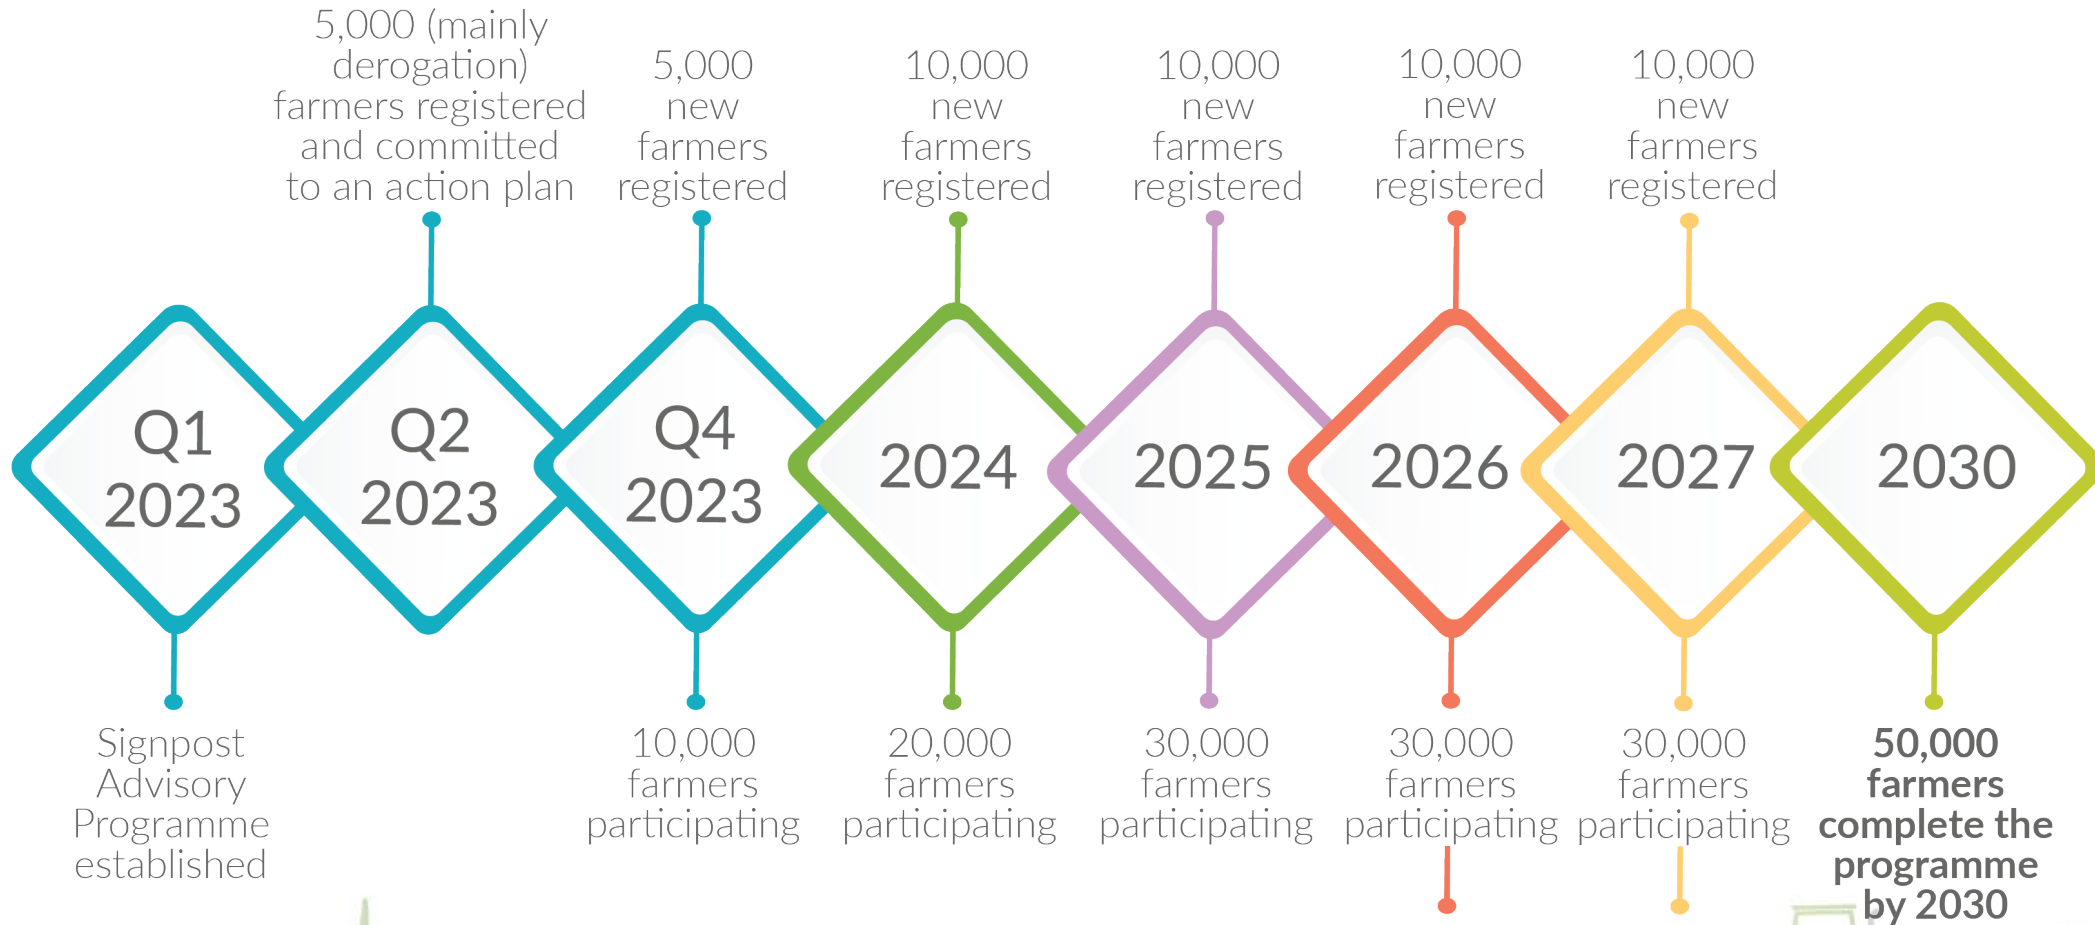 5,000 (mainly
derogation)
farmers registered
and committed
to an action plan
5,000
new
farmers
registered
10,000
new
farmers
registered
10,000
new
farmers
registered
10,000
new
farmers
registered
10,000
new
farmers
registered
Q1
2023
Q2
2023
Q4
2023
2024
2025
2026
2027
2030
Signpost
Advisory
Programme
established
10,000
farmers
participating
20,000
farmers
participating
30,000
farmers
participating
30,000
farmers
participating
30,000
farmers
participating
50,000
farmers
complete the
programme
by 2030